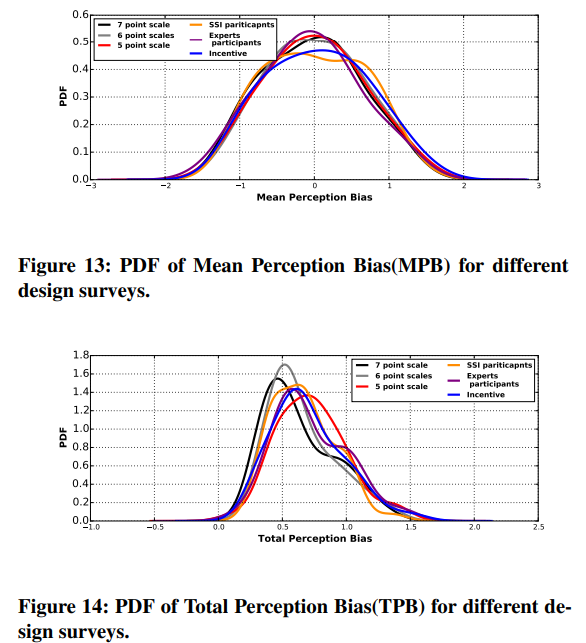 0.6
0.5
0.4
0.3
0.2
0.1
0.0
PDF
7 point scale
6 point scales
5 point scale
SSI pariticapnts
Experts
participants
Incentive
−3 −2 −1 0 1 2 3
Mean Perception Bias
Figure 13: PDF of Mean Perception Bias(MPB) for different
design surveys.
1.8
1.6
1.4
1.2
1.0
0.8
0.6
0.4
0.2
0.0
PDF
7 point scale
6 point scales
5 point scale
SSI pariticapnts
Experts
participants
Incentive
−1.0 −0.5 0.0 0.5 1.0 1.5 2.0 2.5
Total Perception Bias
Figure 14: PDF of Total Perception Bias(TPB) for different de-
sign surveys.